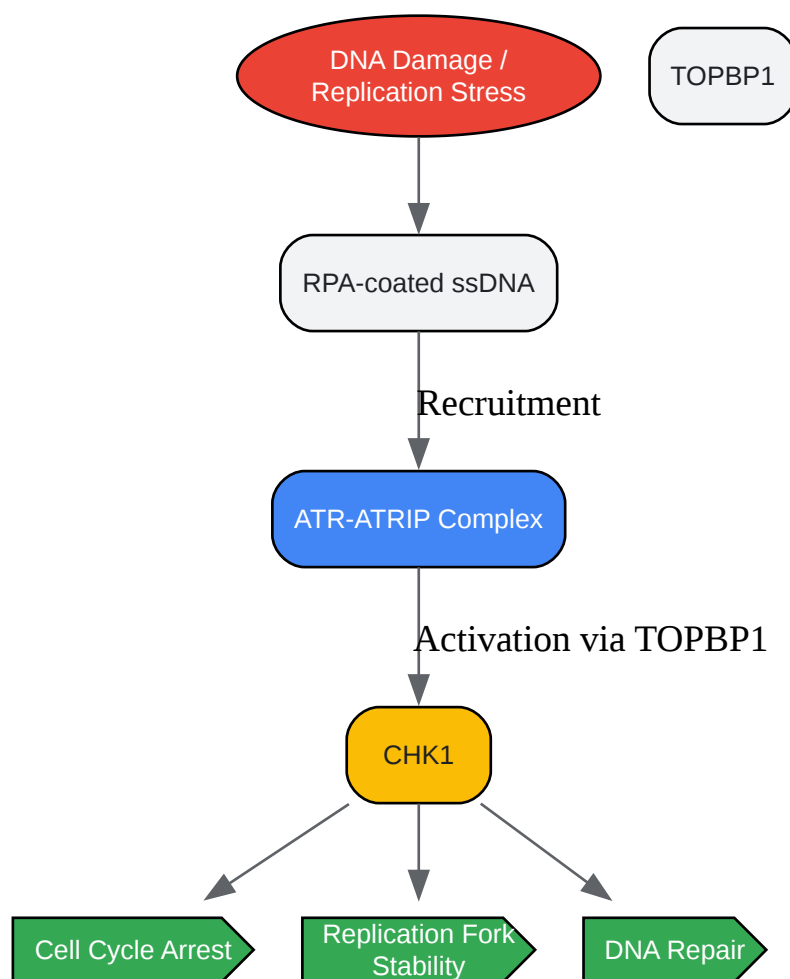 DNA Damage /
Replication Stress
TOPBP1
RPA-coated ssDNA
Recruitment
ATR-ATRIP Complex
Activation via TOPBP1
CHK1
Cell Cycle Arrest
Replication Fork
Stability
DNA Repair